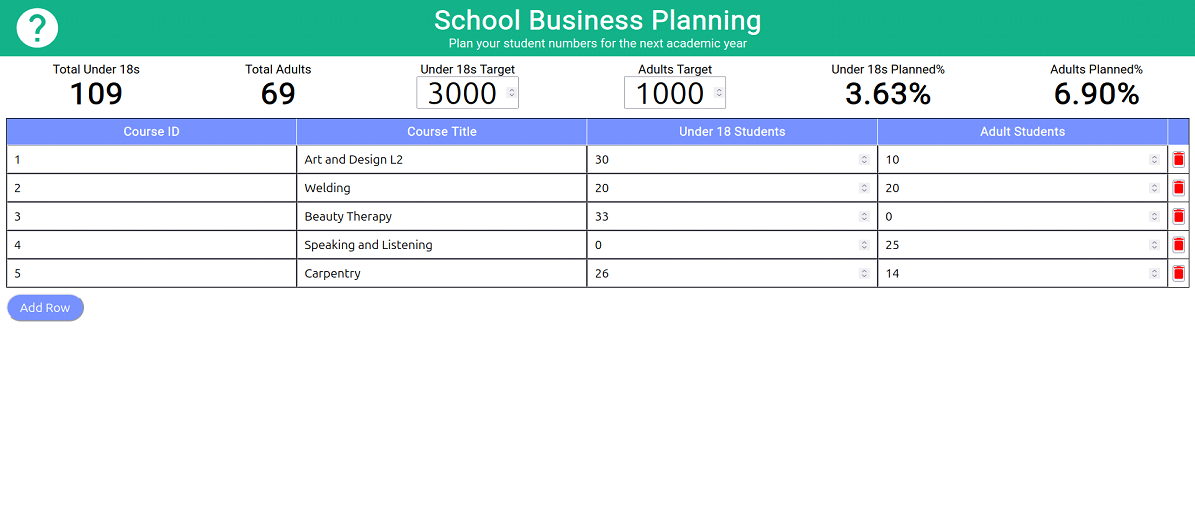 ?
School Business Planning
Plan your student numbers for the next academic year
Total Under 18s Total Adults Under 18s Target Adults Target Under 18s Planned% Adults Planned%
109 69 3000 1000 3.63% 6.90%
Course ID Course Title Under 18 Students Adult Students
1 Art and Design L2 30 10
2 Welding 20 20
3 Beauty Therapy 33 0
4 Speaking and Listening 0 25
5 Carpentry 26 14
Add Row